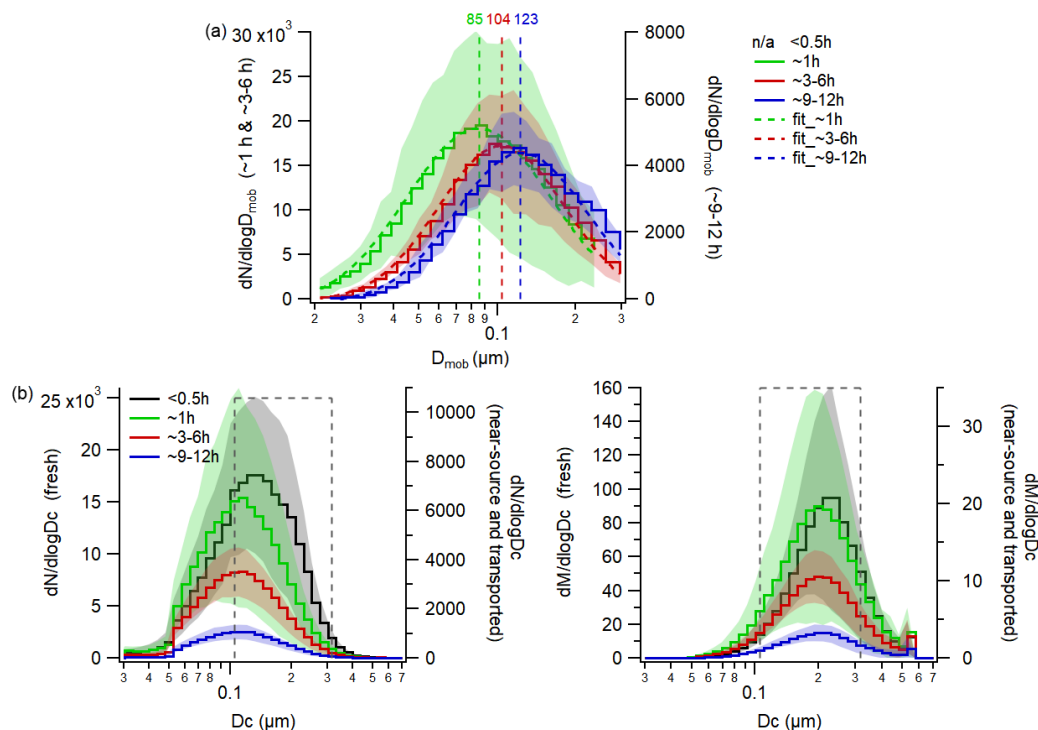 85 104 123
(a)
30 x10³
25
20
15
10
5
0
dN/dlogDmob (~1 h & ~3-6 h)
8000
6000
4000
2000
0
dN/dlogDmob (~9-12 h)
2 3 4 5 6 7 8 9 0.1 2 3
Dmob (µm)
n/a <0.5h
~1h
~3-6h
~9-12h
fit_~1h
fit_~3-6h
fit_~9-12h
(b)
25 x10³
20
15
10
5
0
dN/dlogDc (fresh)
<0.5h
~1h
~3-6h
~9-12h
10000
8000
6000
4000
2000
0
dN/dlogDc
(near-source and transported)
3 4 5 6 7 8 0.1 2 3 4 5 6 7
Dc (µm)
160
140
120
100
80
60
40
20
0
dM/dlogDc (fresh)
30
20
10
0
dM/dlogDc
(near-source and transported)
3 4 5 6 7 8 0.1 2 3 4 5 6 7
Dc (µm)